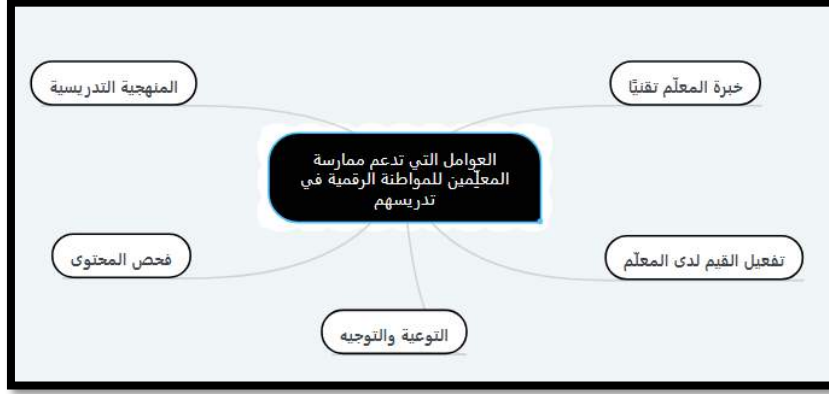 خبرة المعلّم تقنيًّا
المنهجية التدريسية
العوامل التي تدعم ممارسة
المعلّمين للمواطنة الرقمية في
تدريسهم
تفعيل القيم لدى المعلّم
فحص المحتوى
التوعية والتوجيه